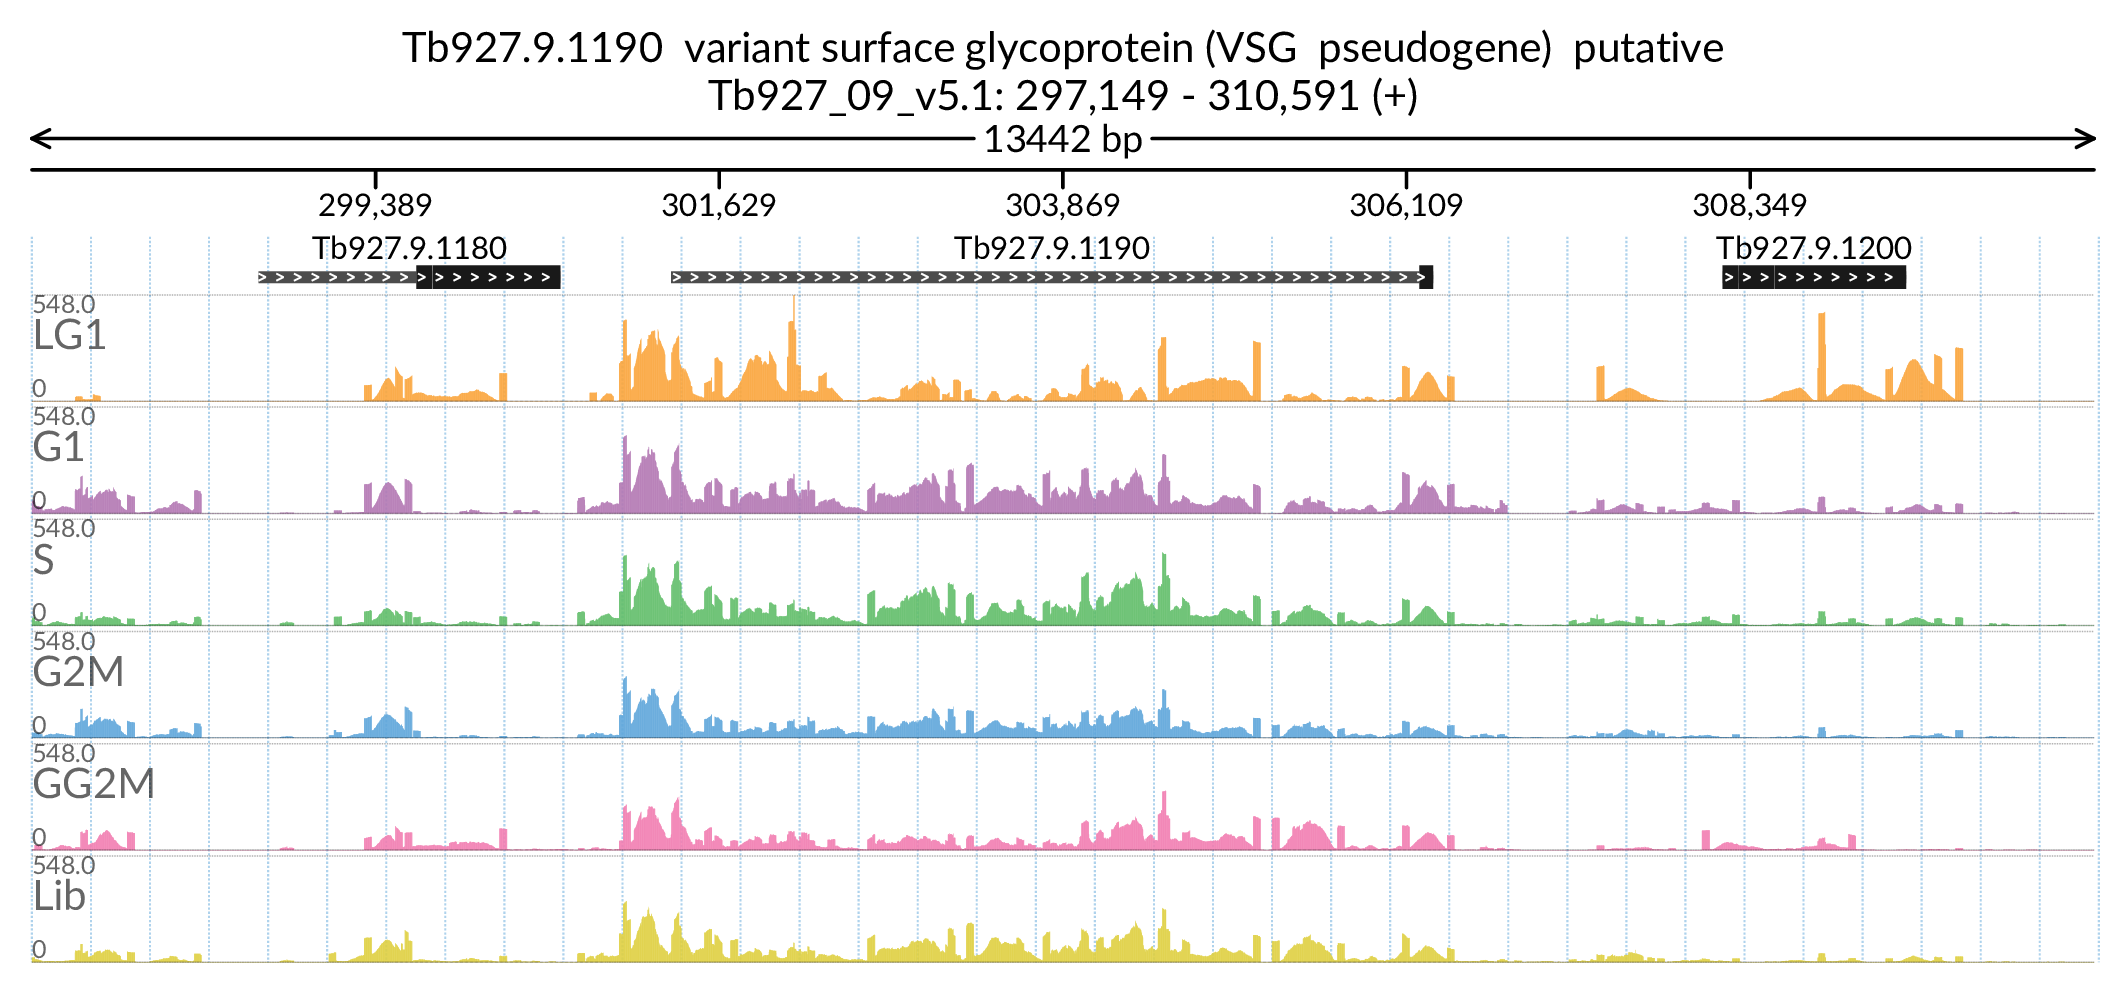 Tb927.9.1190 variant surface glycoprotein (VSG pseudogene) putative
Tb927_09_v5.1: 297,149 - 310,591 (+)
13442 bp
299,389 301,629 303,869 306,109 308,349
Tb927.9.1180 Tb927.9.1190 Tb927.9.1200
548.0
LG1
0
548.0
G1
0
548.0
S
0
548.0
G2M
0
548.0
GG2M
0
548.0
Lib
0